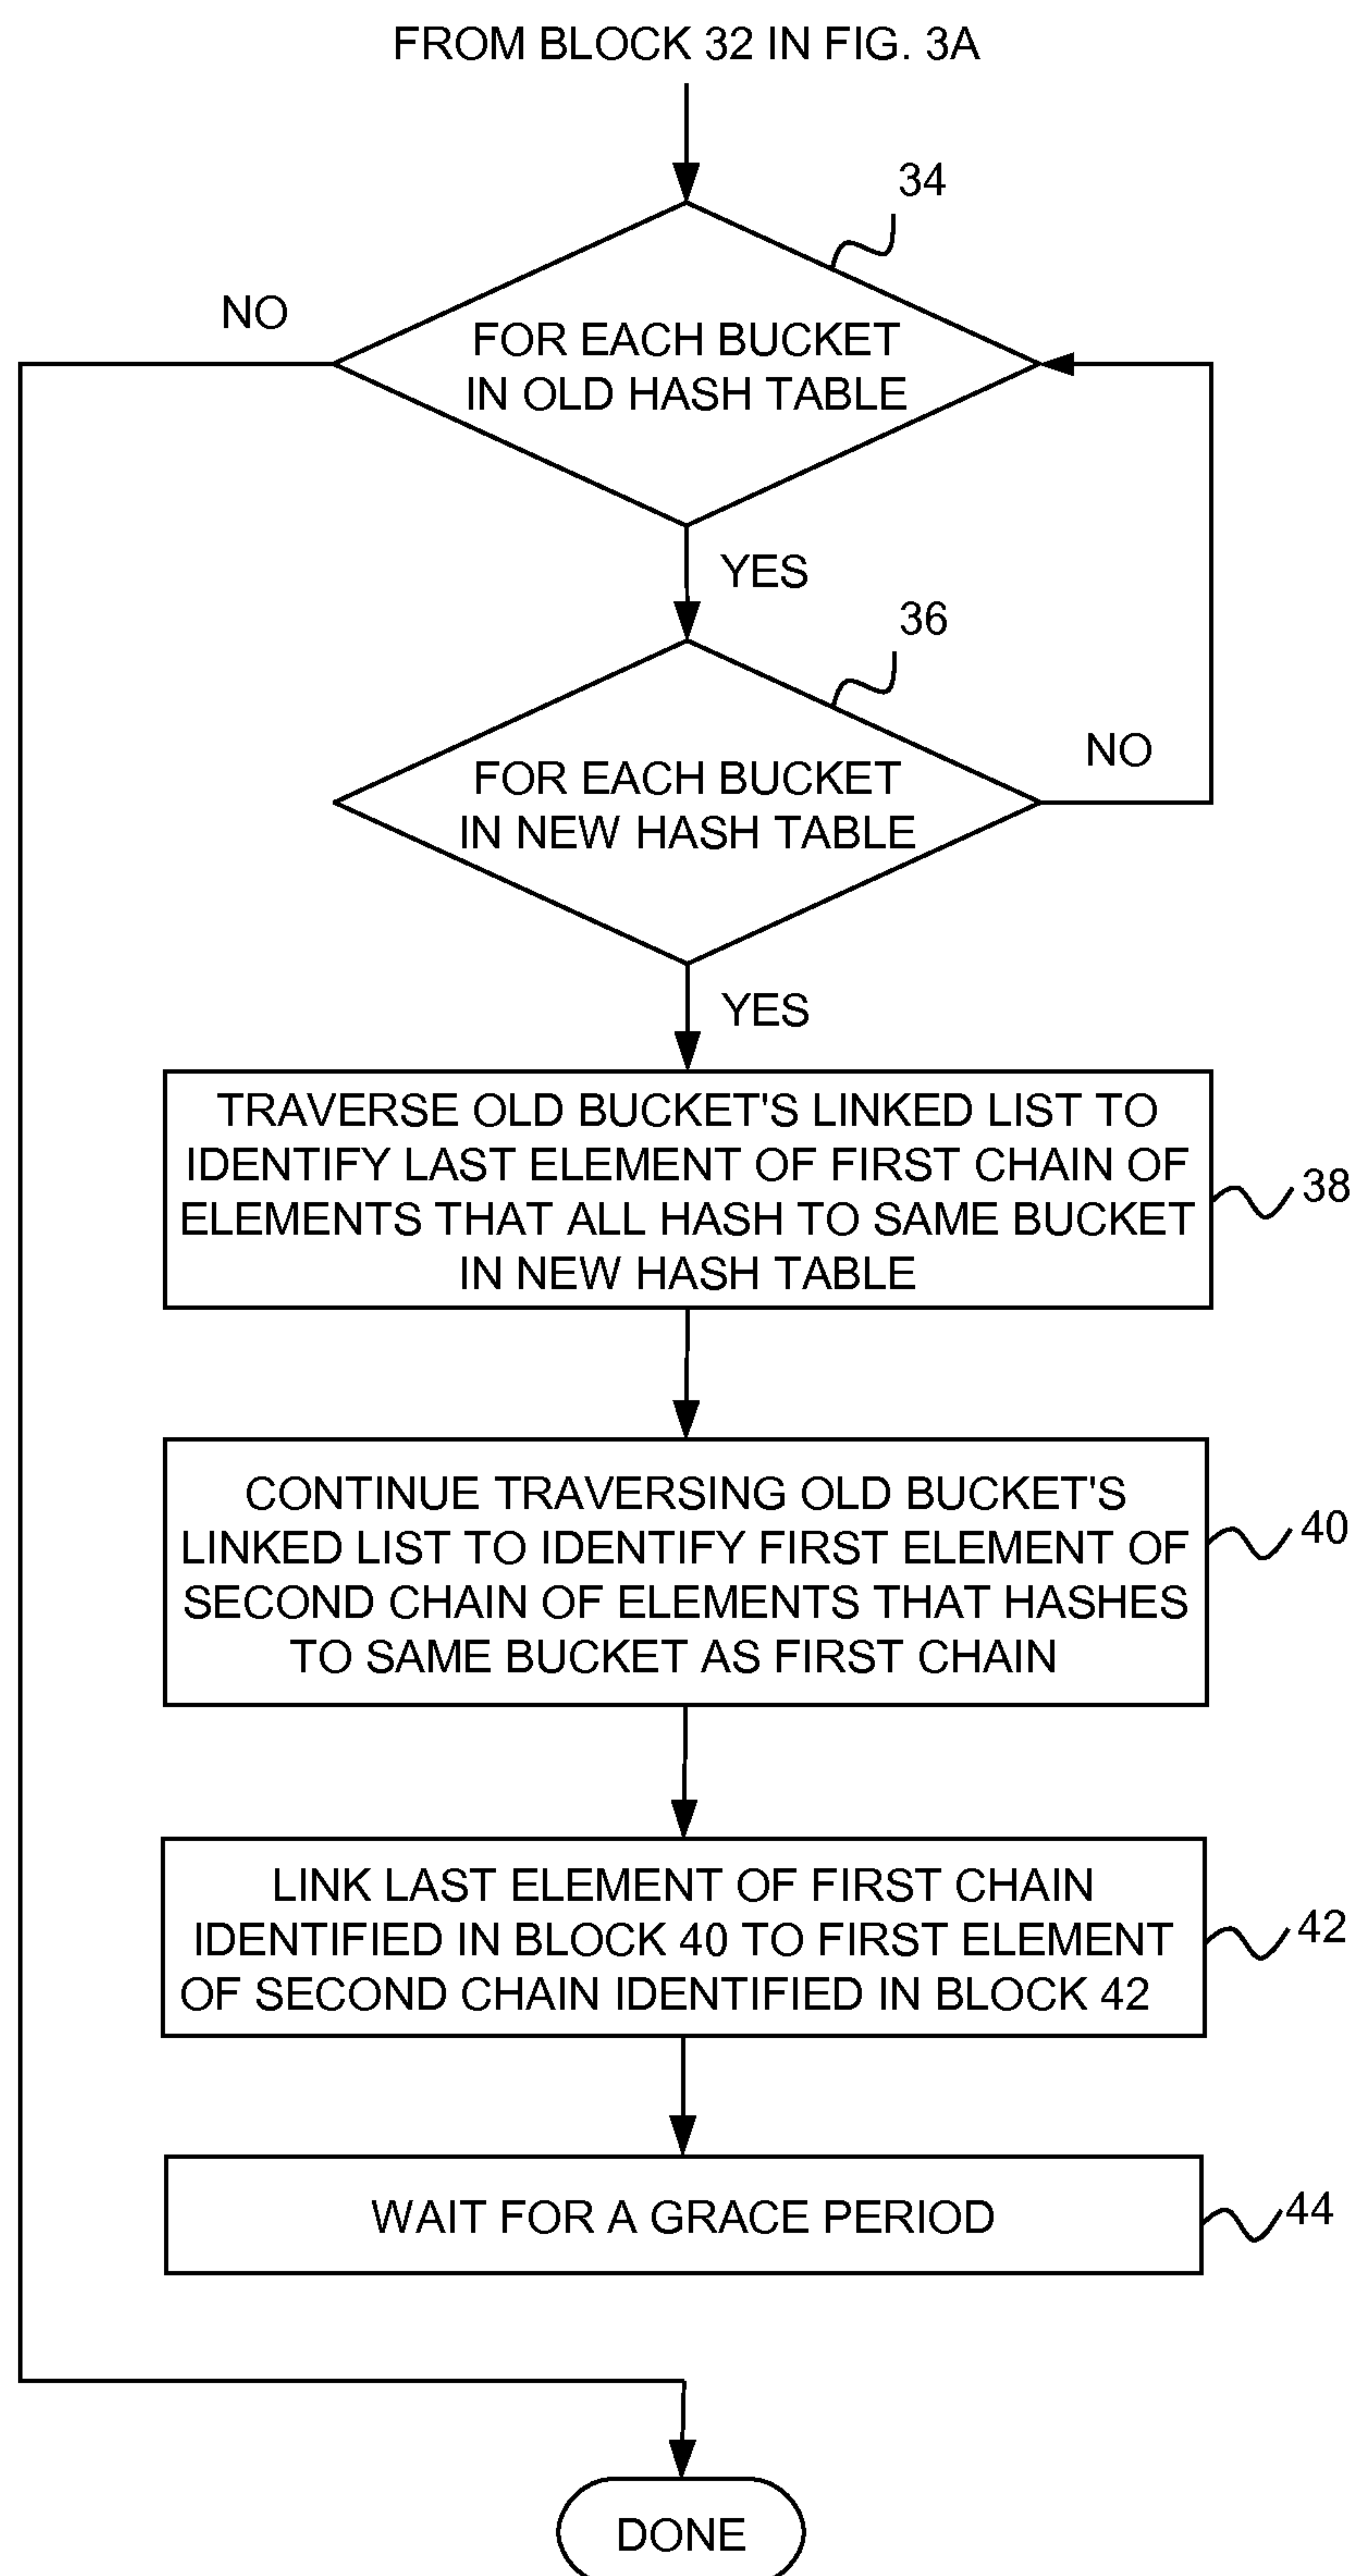 FROM BLOCK 32 IN FIG. 3A
34
NO
FOR EACH BUCKET
IN OLD HASH TABLE
YES
36
NO
FOR EACH BUCKET
IN NEW HASH TABLE
YES
TRAVERSE OLD BUCKET'S LINKED LIST TO
IDENTIFY LAST ELEMENT OF FIRST CHAIN OF
ELEMENTS THAT ALL HASH TO SAME BUCKET
IN NEW HASH TABLE
38
CONTINUE TRAVERSING OLD BUCKET'S
LINKED LIST TO IDENTIFY FIRST ELEMENT OF
SECOND CHAIN OF ELEMENTS THAT HASHES
TO SAME BUCKET AS FIRST CHAIN
40
LINK LAST ELEMENT OF FIRST CHAIN
IDENTIFIED IN BLOCK 40 TO FIRST ELEMENT
OF SECOND CHAIN IDENTIFIED IN BLOCK 42
42
WAIT FOR A GRACE PERIOD
44
DONE